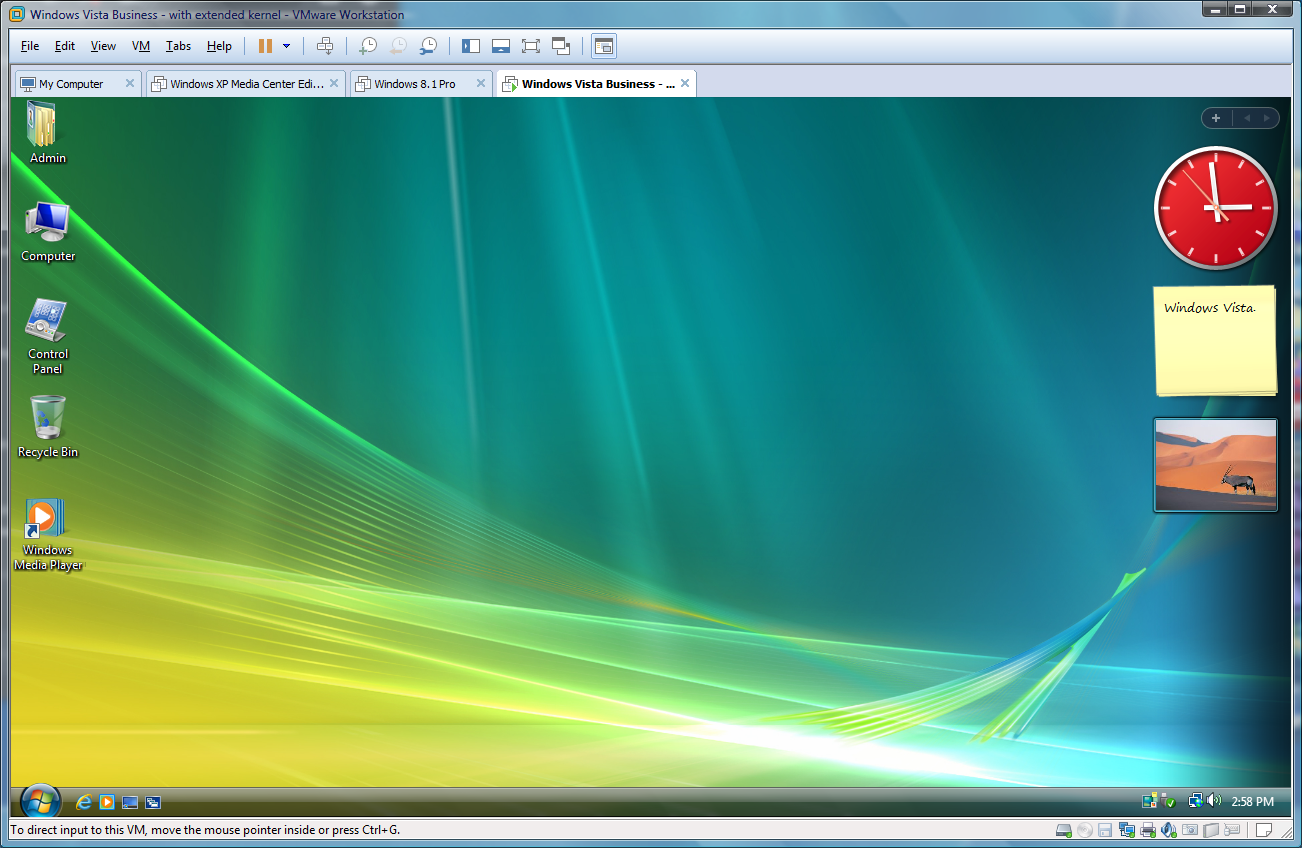 Windows Vista Business - with extended kernel - VMware Workstation
File Edit View VM Tabs Help
My Computer Windows XP Media Center Edi... Windows 8.1 Pro Windows Vista Business - ...
Admin
Computer
Control
Panel
Recycle Bin
Windows
Media Player
Windows Vista.
2:58 PM
To direct input to this VM, move the mouse pointer inside or press Ctrl+G.